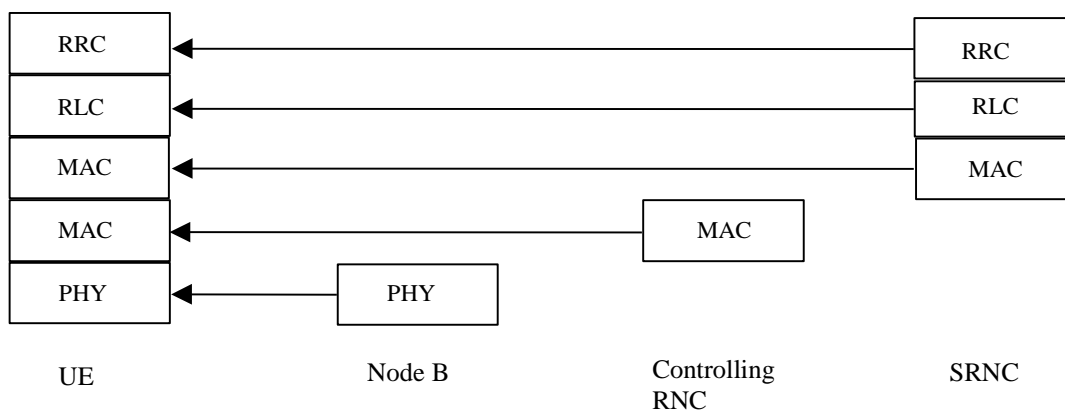 RRC RRC
RLC RLC
MAC MAC
MAC MAC
PHY PHY
UE Node B Controlling SRNC
RNC